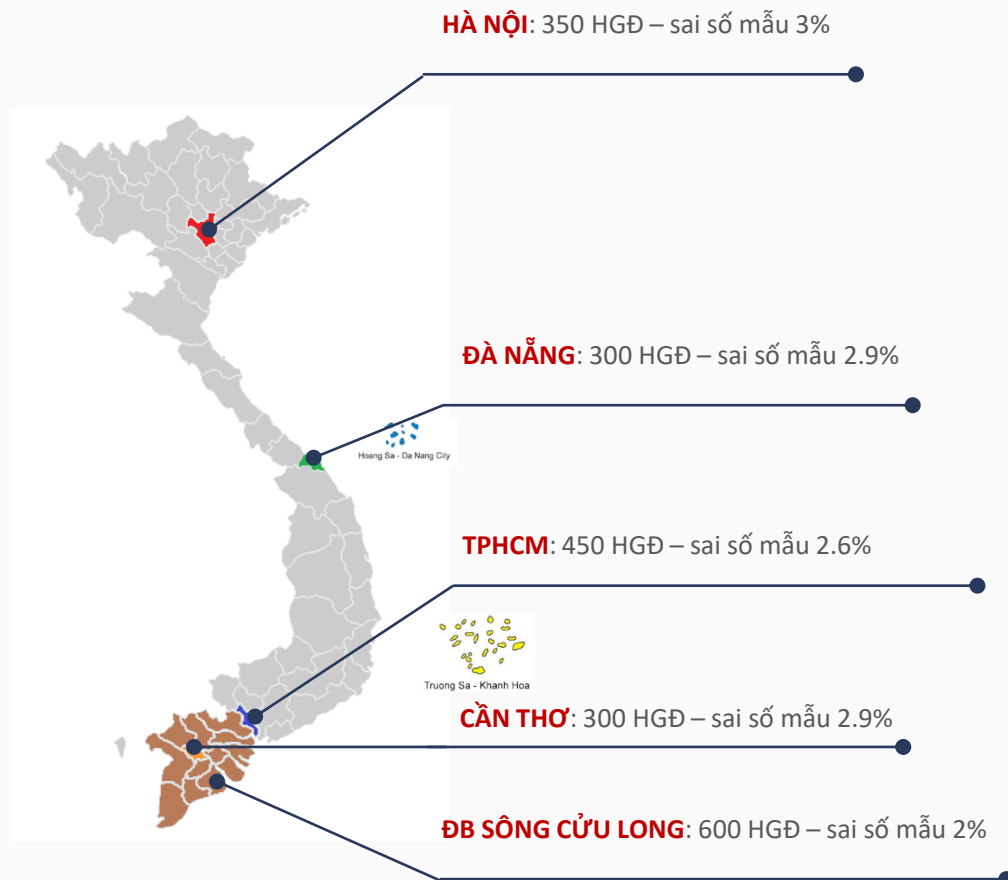 HÀ NỘI: 350 HGĐ – sai số mẫu 3%
ĐÀ NẴNG: 300 HGĐ – sai số mẫu 2.9%
Hoang Sa - Da Nang City
TPHCM: 450 HGĐ – sai số mẫu 2.6%
Truong Sa - Khanh Hoa
CẦN THƠ: 300 HGĐ – sai số mẫu 2.9%
ĐB SÔNG CỬU LONG: 600 HGĐ – sai số mẫu 2%